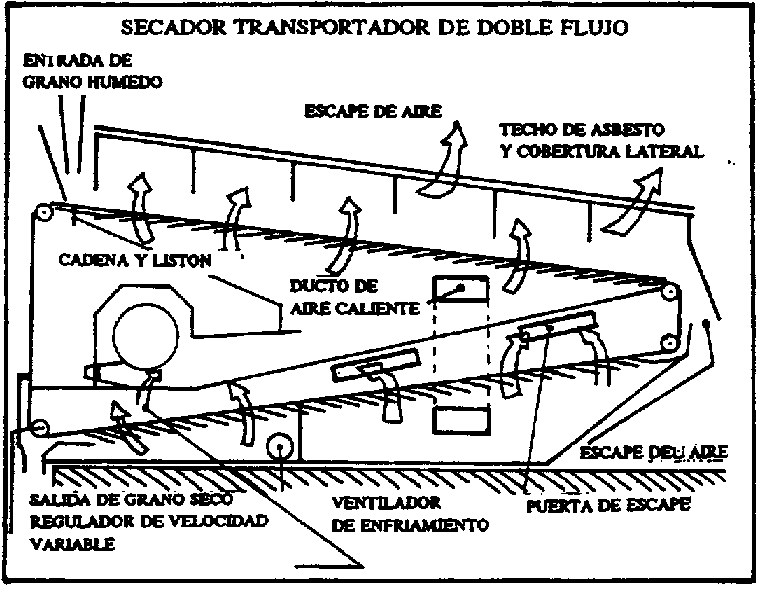 SECADOR TRANSPORTADOR DE DOBLE FLUJO
ENTRADA DE
GRANO HUMEDO
ESCAPE DE AIRE
TECHO DE ASBESTO
Y COBERTURA LATERAL
CADENA Y LISTON
DUCTO DE
AIRE CALIENTE
ESCAPE DEL AIRE
SALIDA DE GRANO SECO
REGULADOR DE VELOCIDAD
VARIABLE
VENTILADOR
DE ENFRIAMIENTO
PUERTA DE ESCAPE